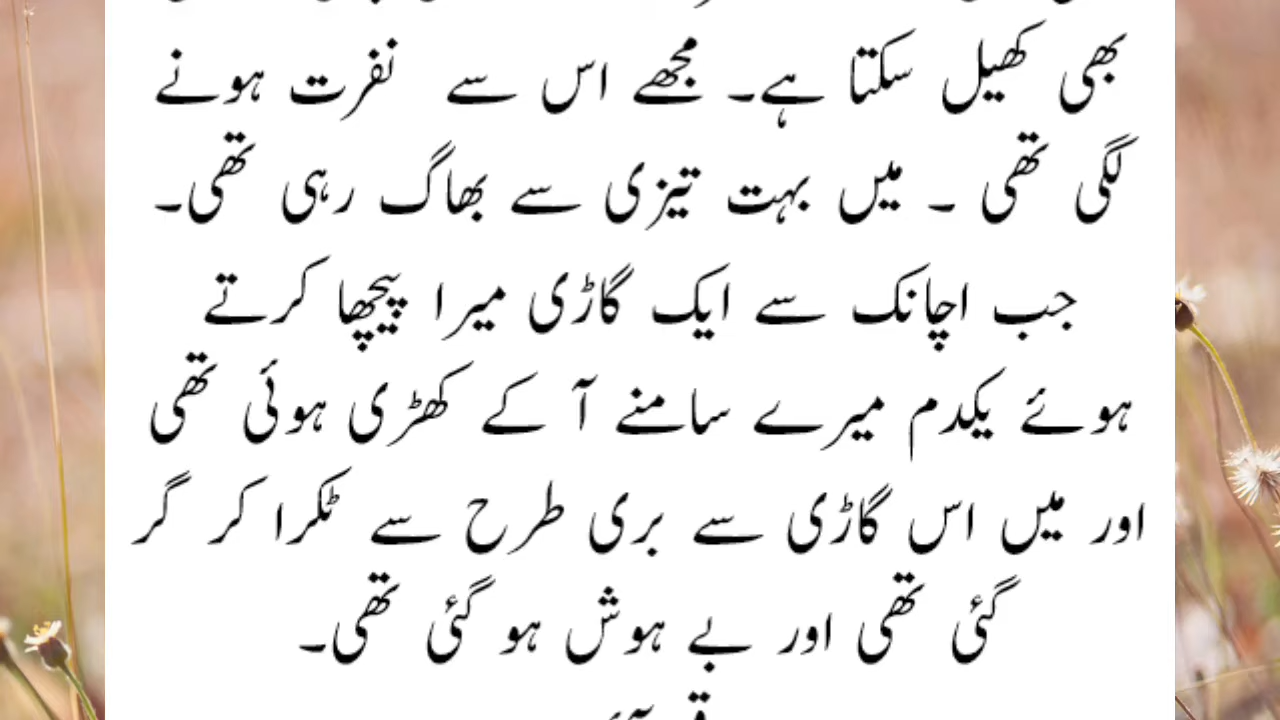 بھی کھیل سکتا ہے۔ مجھے اس سے نفرت ہونے
لگی تھی ۔ میں بہت تیزی سے بھاگ رہی تھی۔
جب اچانک سے ایک گاڑی میرا پیچھا کرتے
ہوئے یکدم میرے سامنے آ کے کھڑی ہوئی تھی
اور میں اس گاڑی سے بری طرح سے ٹکرا کر گر
گئی تھی اور بے ہوش ہو گئی تھی۔